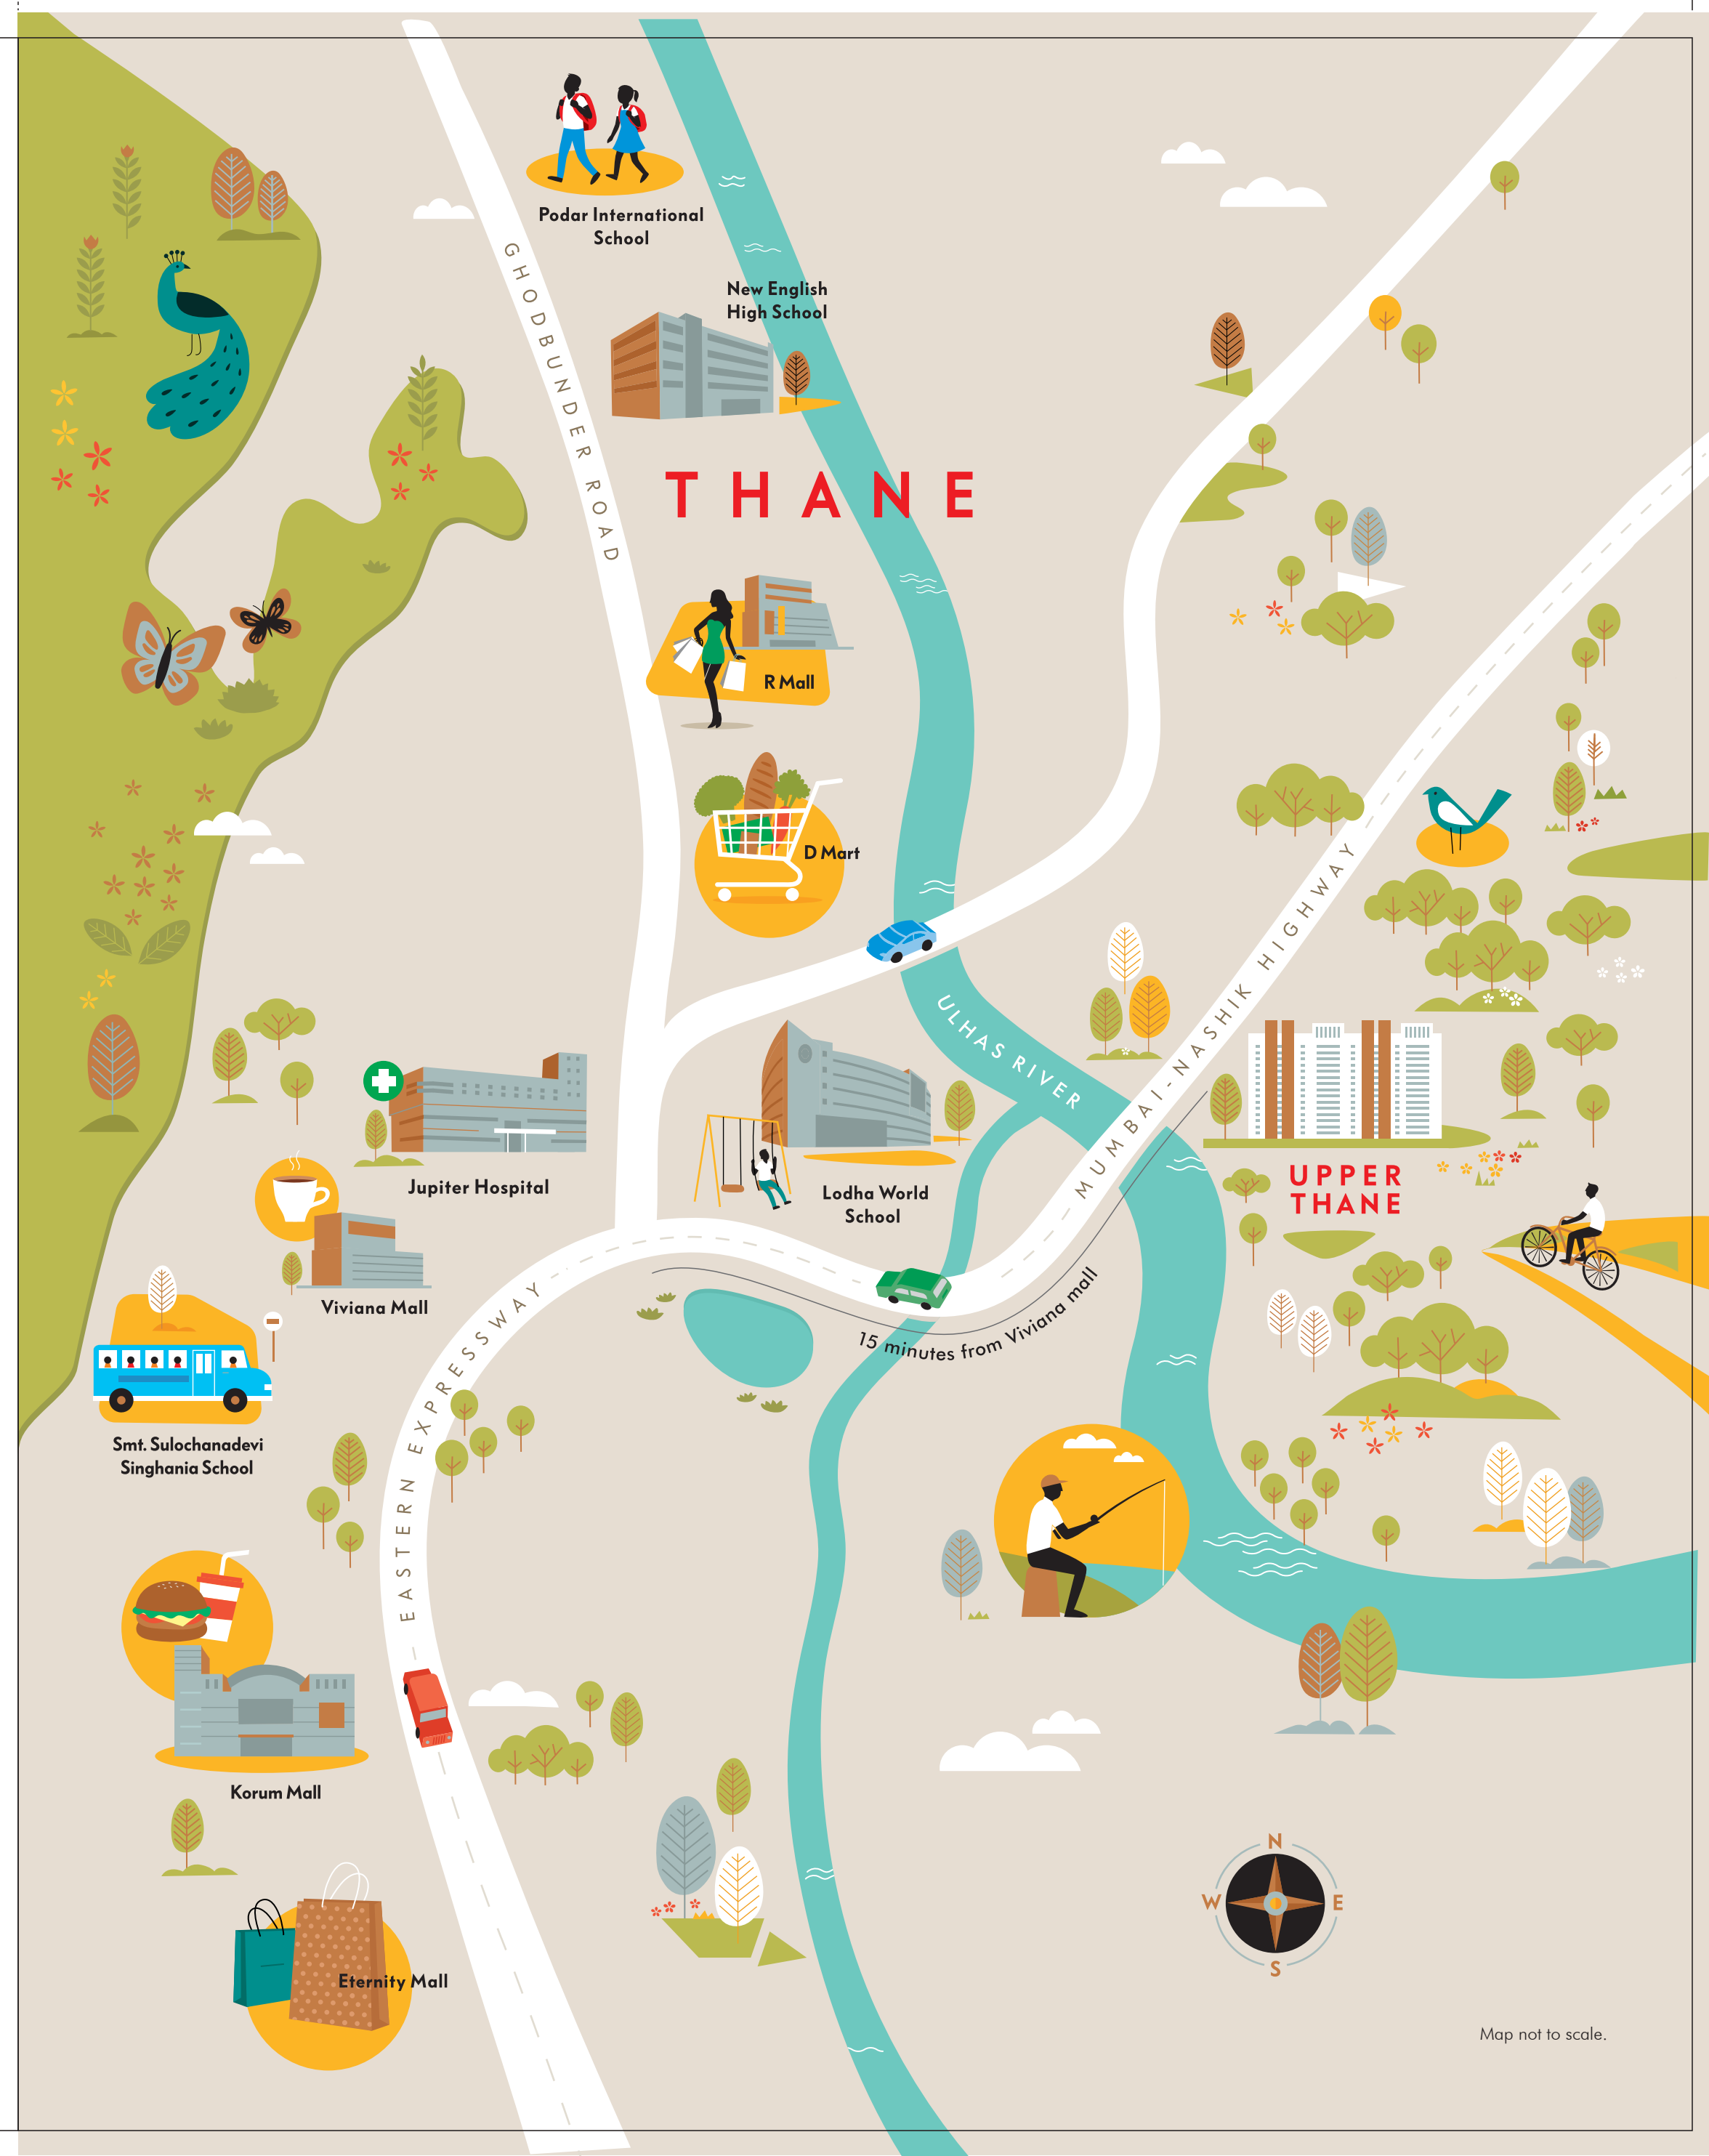 Podar International
School
New English
High School
GHODBUNDER ROAD
THANE
R Mall
D Mart
ULHAS RIVER
MUMBAI-NASHIK HIGHWAY
Jupiter Hospital
Lodha World
School
UPPER
THANE
Viviana Mall
15 minutes from Viviana mall
EASTERN EXPRESSWAY
Smt. Sulochanadevi
Singhania School
Korum Mall
Eternity Mall
N
W E
S
Map not to scale.